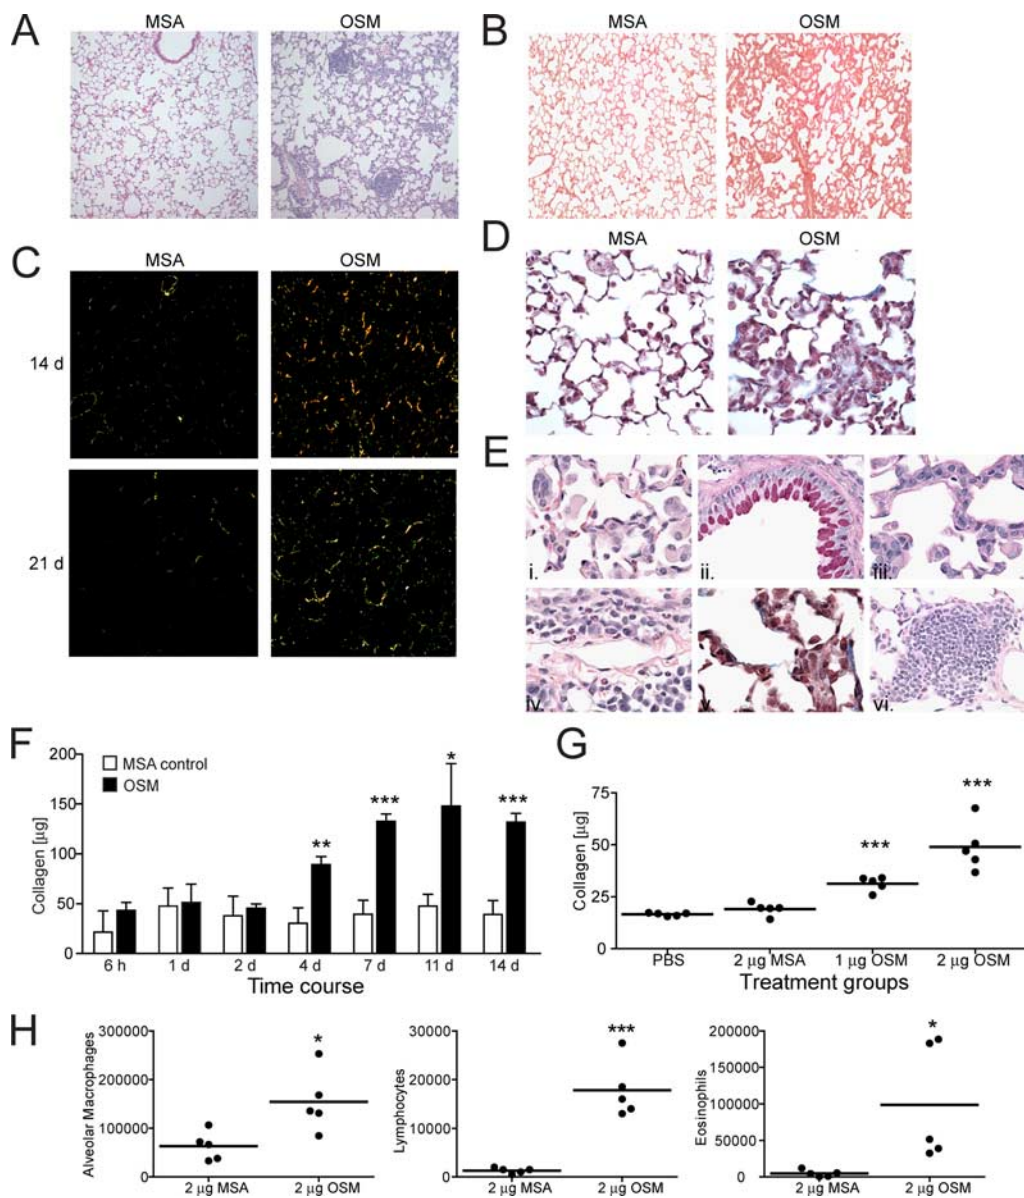 A
MSA
OSM
B
MSA
OSM
C
MSA
OSM
14 d
21 d
D
MSA
OSM
E
i.
ii.
iii.
iv.
v.
vi.
F
200
150
100
50
0
Collagen [µg]
MSA control
OSM
**
***
*
***
6 h 1 d 2 d 4 d 7 d 11 d 14 d
Time course
G
75
50
25
0
Collagen [µg]
***
***
PBS 2 µg MSA 1 µg OSM 2 µg OSM
Treatment groups
H
300000
200000
100000
0
Alveolar Macrophages
*
2 µg MSA 2 µg OSM
30000
20000
10000
0
Lymphocytes
***
2 µg MSA 2 µg OSM
200000
150000
100000
50000
0
Eosinophils
*
2 µg MSA 2 µg OSM